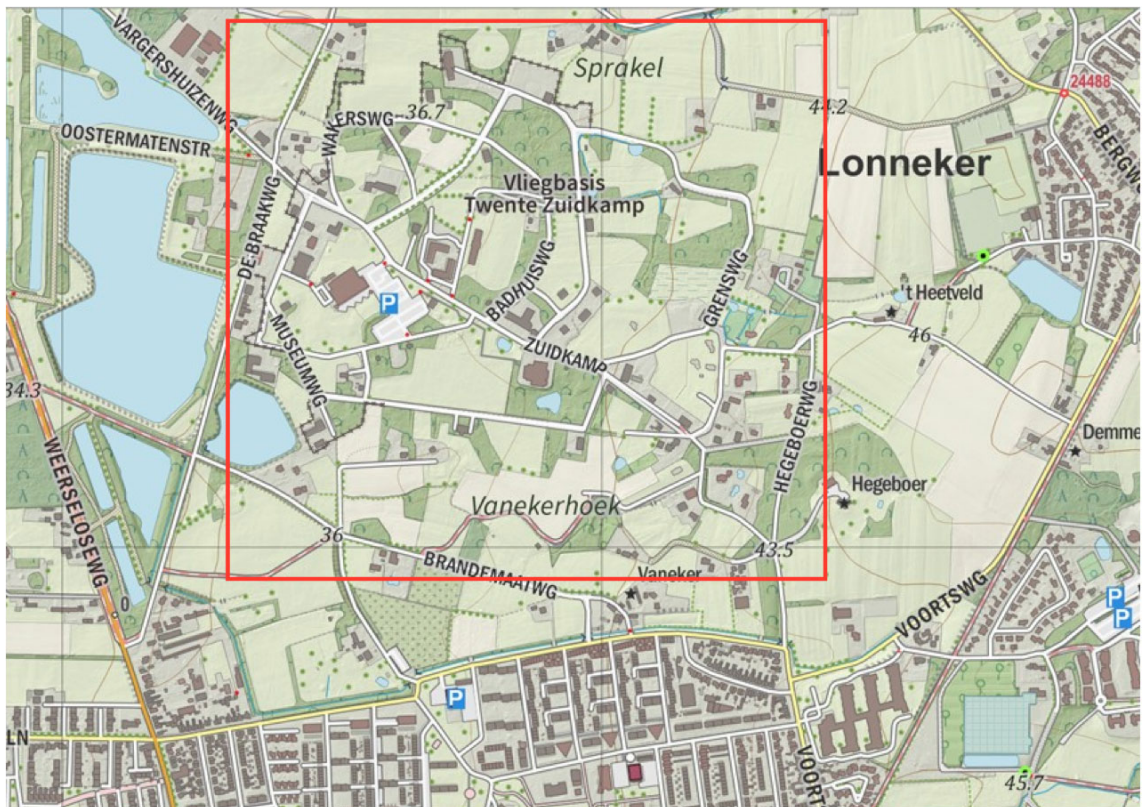 VARGERSHUIZENWG
24488
Sprakel
WAKERSWG
36.7
44.2
OOSTERMATENSTR
BERGW
Lonneker
Vliegbasis
Twente Zuidkamp
DE BRAAKWG
P
BADHUISWG
GRENSWG
't Heetveld
MUSEUMWG
ZUIDKAMP
46
34.3
HEGEBOERWG
Demme
WEERSELOSEWG
Hegeboer
Vanekerhoek
36
43.5
BRANDEMAATWG
Vaneker
0
VOORTSWG
P
P
P
LN
VOORT
45.7